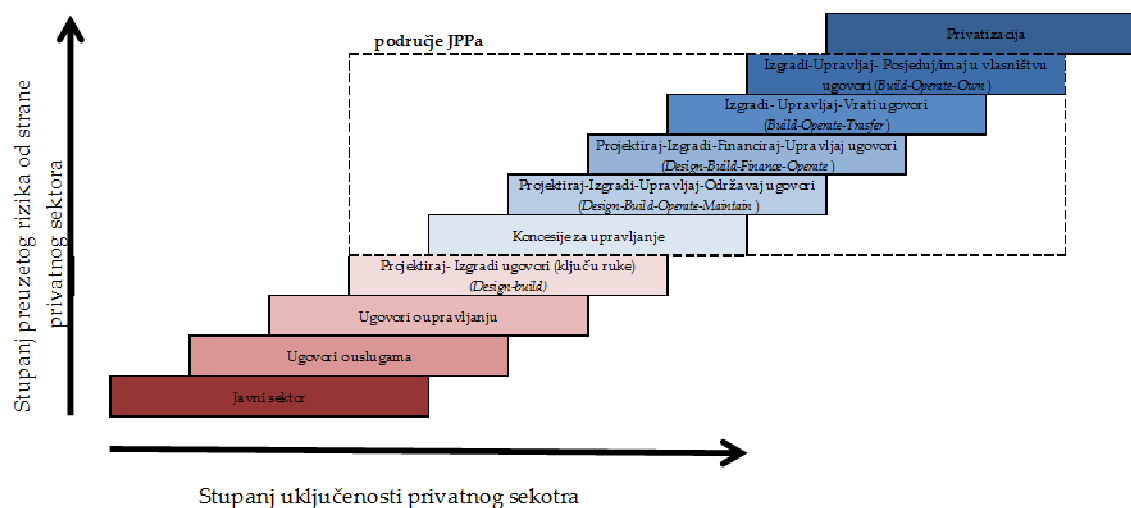 područje JPPa
Privatizacija
Izgradi-Upravljaj- Posjeduj/imaj u vlasništvu
ugovori (Build-Operate-Own )
Izgradi- Upravljaj-Vrati ugovori
(Build-Operate-Trasfer)
Projektiraj-Izgradi-Financiraj-Upravljaj ugovori
(Design-Build-Finance-Operate )
Projektiraj-Izgradi-Upravljaj-Održavaj ugovori
(Design-Build-Operate-Maintain )
Koncesije za upravljanje
Projektiraj- Izgradi ugovori (ključ u ruke)
(Design-build)
Ugovori o upravljanju
Ugovori o uslugama
Javni sektor
Stupanj preuzetog rizika od strane
privatnog sektora
Stupanj uključenosti privatnog sekotra